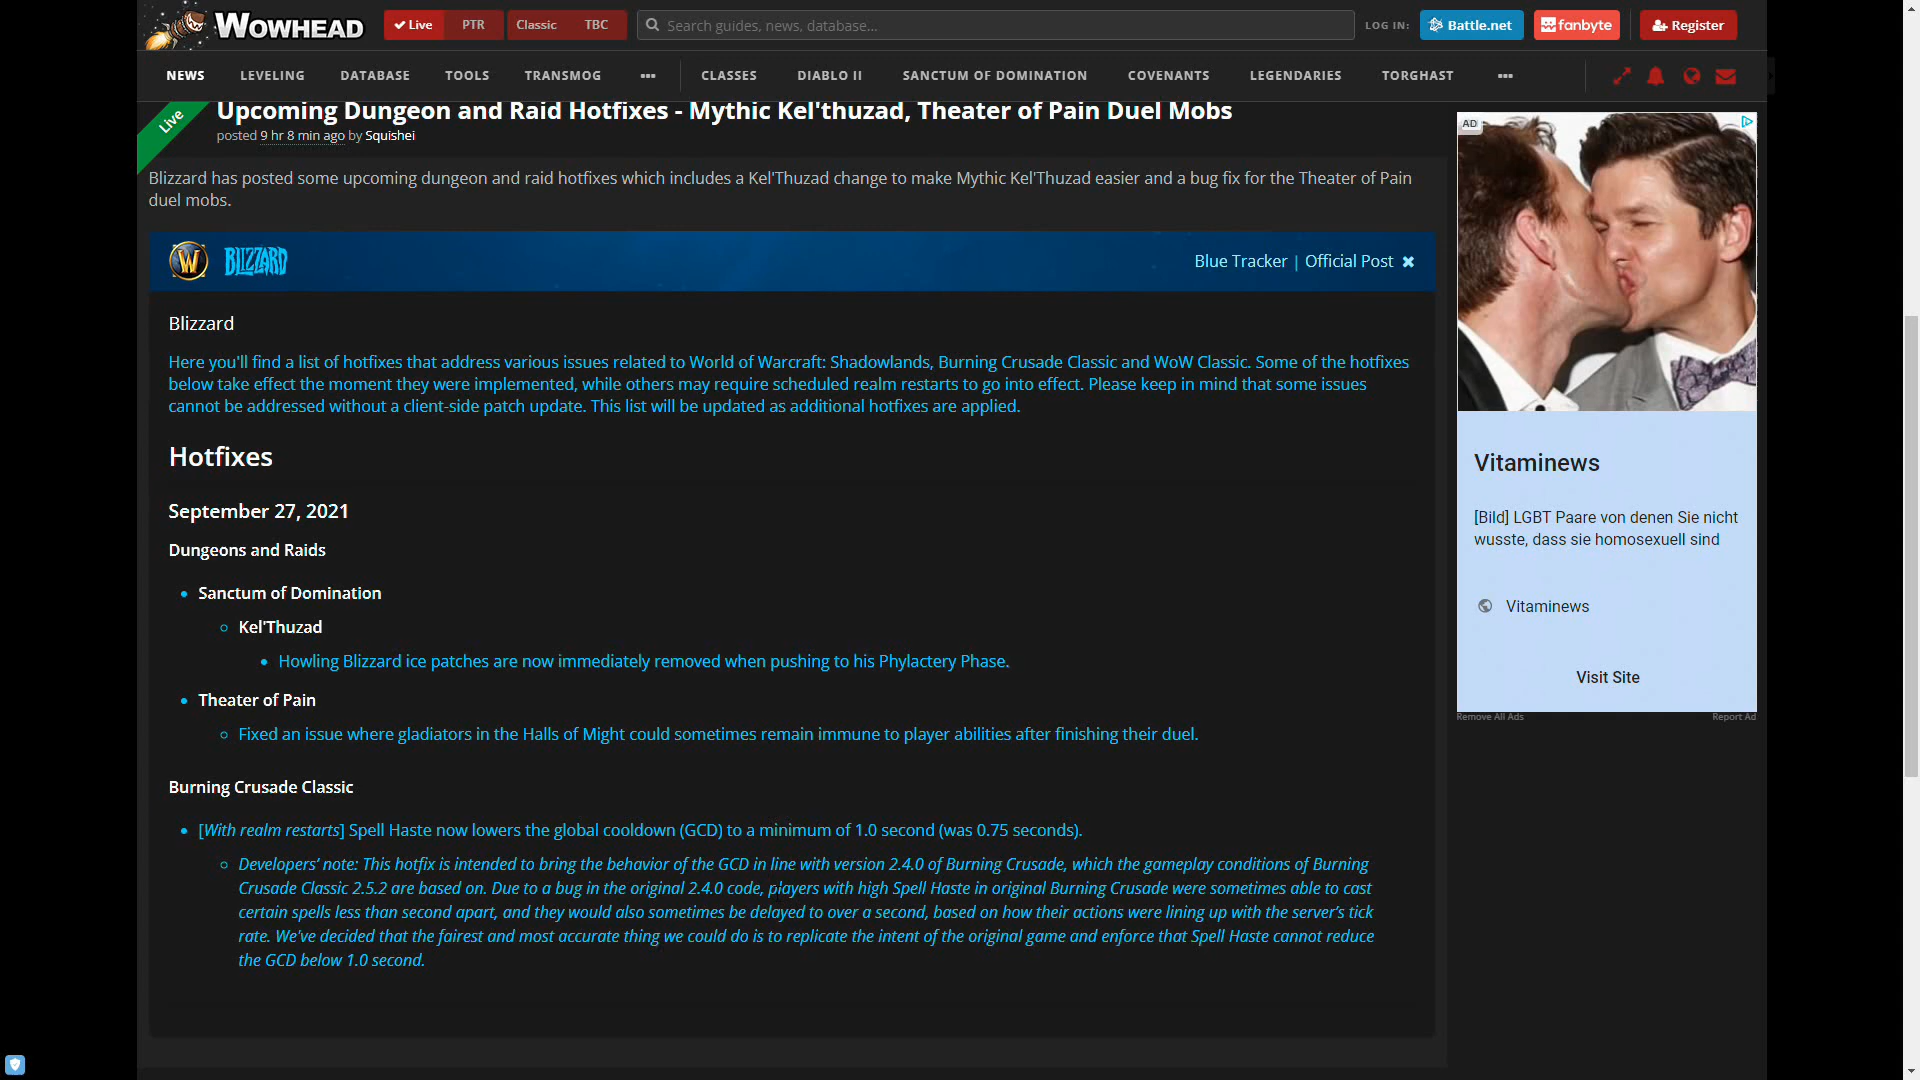 WOWHEAD
Live
PTR
Classic
TBC
Search guides, news, database...
LOG IN:
Battle.net
fanbyte
Register
NEWS
LEVELING
DATABASE
TOOLS
TRANSMOG
CLASSES
DIABLO II
SANCTUM OF DOMINATION
COVENANTS
LEGENDARIES
TORGHAST
Live
Upcoming Dungeon and Raid Hotfixes - Mythic Kel'thuzad, Theater of Pain Duel Mobs
posted 9 hr 8 min ago by Squishei
Blizzard has posted some upcoming dungeon and raid hotfixes which includes a Kel'Thuzad change to make Mythic Kel'Thuzad easier and a bug fix for the Theater of Pain
duel mobs.
W
BLIZZARD
Blue Tracker | Official Post
Blizzard
Here you'll find a list of hotfixes that address various issues related to World of Warcraft: Shadowlands, Burning Crusade Classic and WoW Classic. Some of the hotfixes
below take effect the moment they were implemented, while others may require scheduled realm restarts to go into effect. Please keep in mind that some issues
cannot be addressed without a client-side patch update. This list will be updated as additional hotfixes are applied.
Hotfixes
September 27, 2021
Dungeons and Raids
Sanctum of Domination
Kel'Thuzad
Howling Blizzard ice patches are now immediately removed when pushing to his Phylactery Phase.
Theater of Pain
Fixed an issue where gladiators in the Halls of Might could sometimes remain immune to player abilities after finishing their duel.
Burning Crusade Classic
[With realm restarts] Spell Haste now lowers the global cooldown (GCD) to a minimum of 1.0 second (was 0.75 seconds).
Developers’ note: This hotfix is intended to bring the behavior of the GCD in line with version 2.4.0 of Burning Crusade, which the gameplay conditions of Burning
Crusade Classic 2.5.2 are based on. Due to a bug in the original 2.4.0 code, players with high Spell Haste in original Burning Crusade were sometimes able to cast
certain spells less than second apart, and they would also sometimes be delayed to over a second, based on how their actions were lining up with the server’s tick
rate. We’ve decided that the fairest and most accurate thing we could do is to replicate the intent of the original game and enforce that Spell Haste cannot reduce
the GCD below 1.0 second.
AD
Vitaminews
[Bild] LGBT Paare von denen Sie nicht
wusste, dass sie homosexuell sind
Vitaminews
Visit Site
Remove All Ads
Report Ad